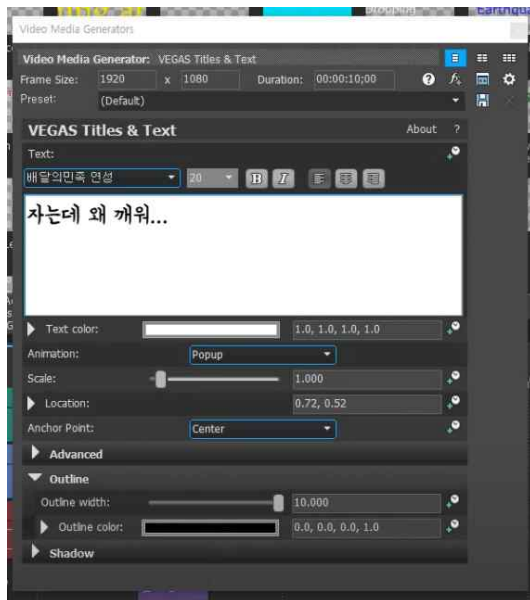 Dropping
Earthqu
Video Media Generators
Video Media Generator: VEGAS Titles & Text
Frame Size: 1920 x 1080 Duration: 00:00:10;00
Preset: (Default)
VEGAS Titles & Text About ?
Text:
배달의민족 연성 20 B I
자는데 왜 깨워...
Text color: 1.0, 1.0, 1.0, 1.0
Animation: Popup
Scale: 1.000
Location: 0.72, 0.52
Anchor Point: Center
Advanced
Outline
Outline width: 10.000
Outline color: 0.0, 0.0, 0.0, 1.0
Shadow